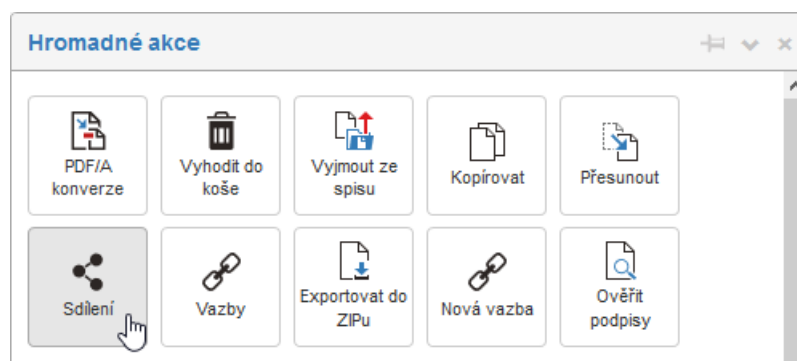 Hromadné akce
PDF/A
konverze
Vyhodit do
koše
Vyjmout ze
spisu
Kopírovat
Přesunout
Sdílení
Vazby
Exportovat do
ZIPu
Nová vazba
Ověřit
podpisy